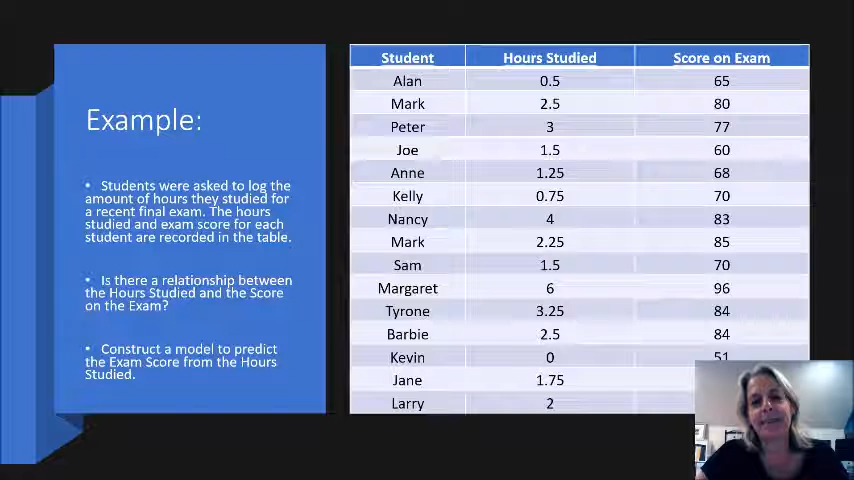 Example:
• Students were asked to log the
amount of hours they studied for
a recent final exam. The hours
studied and exam score for each
student are recorded in the table.
• Is there a relationship between
the Hours Studied and the Score
on the Exam?
• Construct a model to predict
the Exam Score from the Hours
Studied.
Student Hours Studied Score on Exam
Alan 0.5 65
Mark 2.5 80
Peter 3 77
Joe 1.5 60
Anne 1.25 68
Kelly 0.75 70
Nancy 4 83
Mark 2.25 85
Sam 1.5 70
Margaret 6 96
Tyrone 3.25 84
Barbie 2.5 84
Kevin 0 51
Jane 1.75
Larry 2